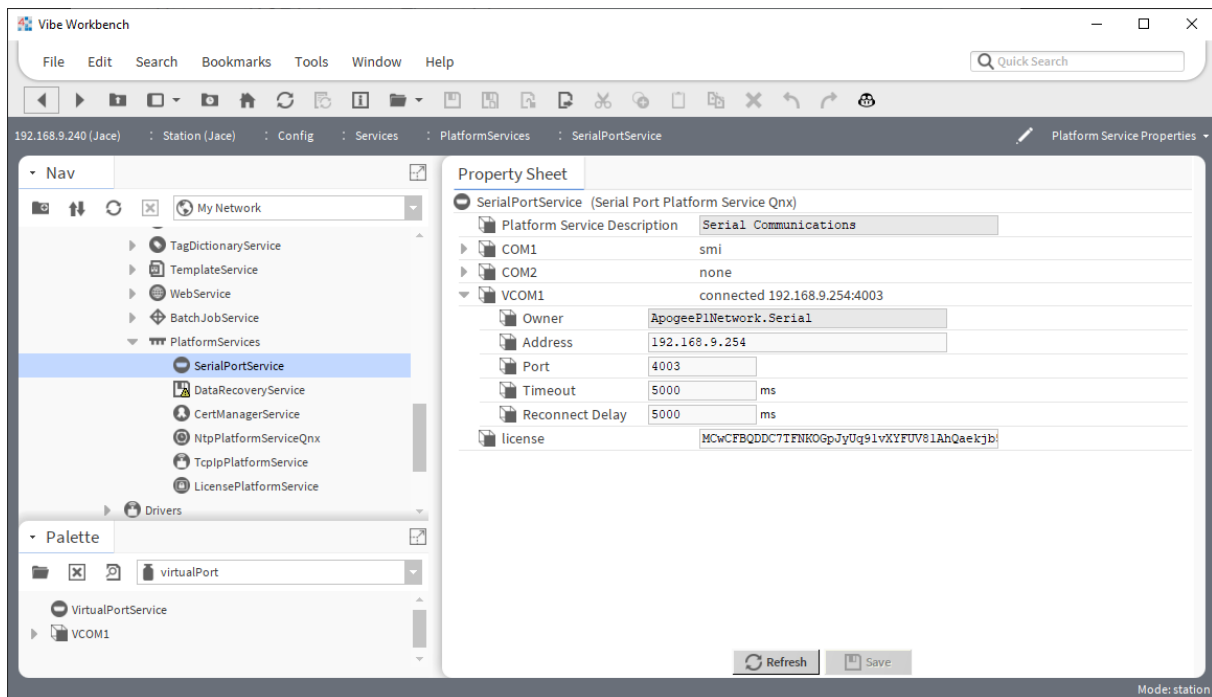 Vibe Workbench
File Edit Search Bookmarks Tools Window Help
Quick Search
192.168.9.240 (Jace) : Station (Jace) : Config : Services : PlatformServices : SerialPortService
Platform Service Properties
Nav
My Network
TagDictionaryService
TemplateService
WebService
BatchJobService
PlatformServices
SerialPortService
DataRecoveryService
CertManagerService
NtpPlatformServiceQnx
TcpIpPlatformService
LicensePlatformService
Drivers
Palette
virtualPort
VirtualPortService
VCOM1
Property Sheet
SerialPortService (Serial Port Platform Service Qnx)
Platform Service Description Serial Communications
COM1 smi
COM2 none
VCOM1 connected 192.168.9.254:4003
Owner ApogeeP1Network.Serial
Address 192.168.9.254
Port 4003
Timeout 5000 ms
Reconnect Delay 5000 ms
license
Refresh Save
Mode: station